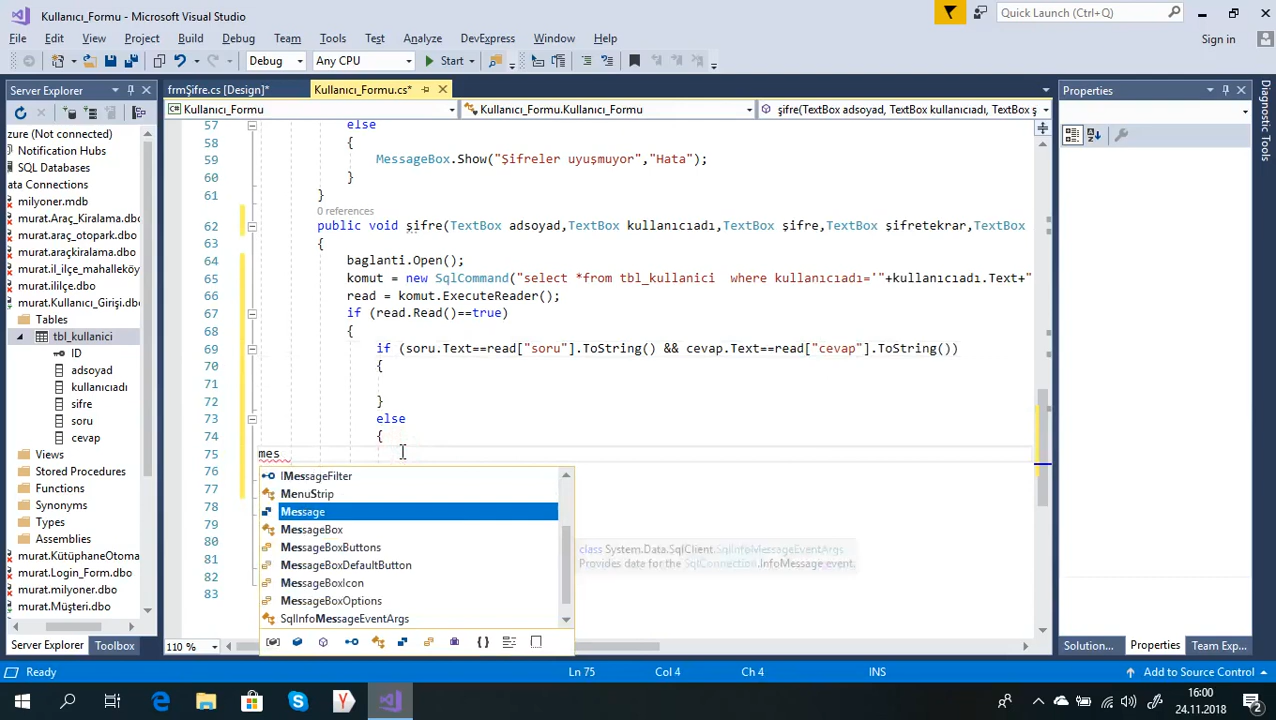 Kullanıcı_Formu - Microsoft Visual Studio
Quick Launch (Ctrl+Q)
File Edit View Project Build Debug Team Tools Test Analyze DevExpress Window Help
Sign in
Debug Any CPU Start
Server Explorer
frmŞifre.cs [Design]* Kullanıcı_Formu.cs*
Properties
Diagnostic Tools
Kullanıcı_Formu Kullanıcı_Formu.Kullanıcı_Formu şifre(TextBox adsoyad, TextBox kullanıcıadı, TextBox ş
zure (Not connected)
Notification Hubs
SQL Databases
ata Connections
milyoner.mdb
murat.Araç_Kiralama.dbo
murat.araç_otopark.dbo
murat.araçkiralama.dbo
murat.il_ilçe_mahalleköy
murat.ililçe.dbo
murat.Kullanıcı_Girişi.dbo
Tables
tbl_kullanici
ID
adsoyad
kullanıcıadı
sifre
soru
cevap
Views
Stored Procedures
Functions
Synonyms
Types
Assemblies
murat.KütüphaneOtoma
murat.Login_Form.dbo
murat.milyoner.dbo
murat.Müşteri.dbo
Server Explorer Toolbox
57 else
58 {
59 MessageBox.Show("Şifreler uyuşmuyor","Hata");
60 }
61 }
0 references
62 public void şifre(TextBox adsoyad,TextBox kullanıcıadı,TextBox şifre,TextBox şifretekrar,TextBox
63 {
64 baglanti.Open();
65 komut = new SqlCommand("select *from tbl_kullanici  where kullanıcıadı='"+kullanıcıadı.Text+"
66 read = komut.ExecuteReader();
67 if (read.Read()==true)
68 {
69 if (soru.Text==read["soru"].ToString() && cevap.Text==read["cevap"].ToString())
70 {
71
72 }
73 else
74 {
75 mes
76
77
78
79
80
81
82
83
IMessageFilter
MenuStrip
Message
MessageBox
MessageBoxButtons
MessageBoxDefaultButton
MessageBoxIcon
MessageBoxOptions
SqlInfoMessageEventArgs
class System.Data.SqlClient.SqlInfoMessageEventArgs
Provides data for the SqlConnection.InfoMessage event.
110 %
Solution... Properties Team Exp...
Ready Ln 75 Col 4 Ch 4 INS Add to Source Control
16:00
24.11.2018
2